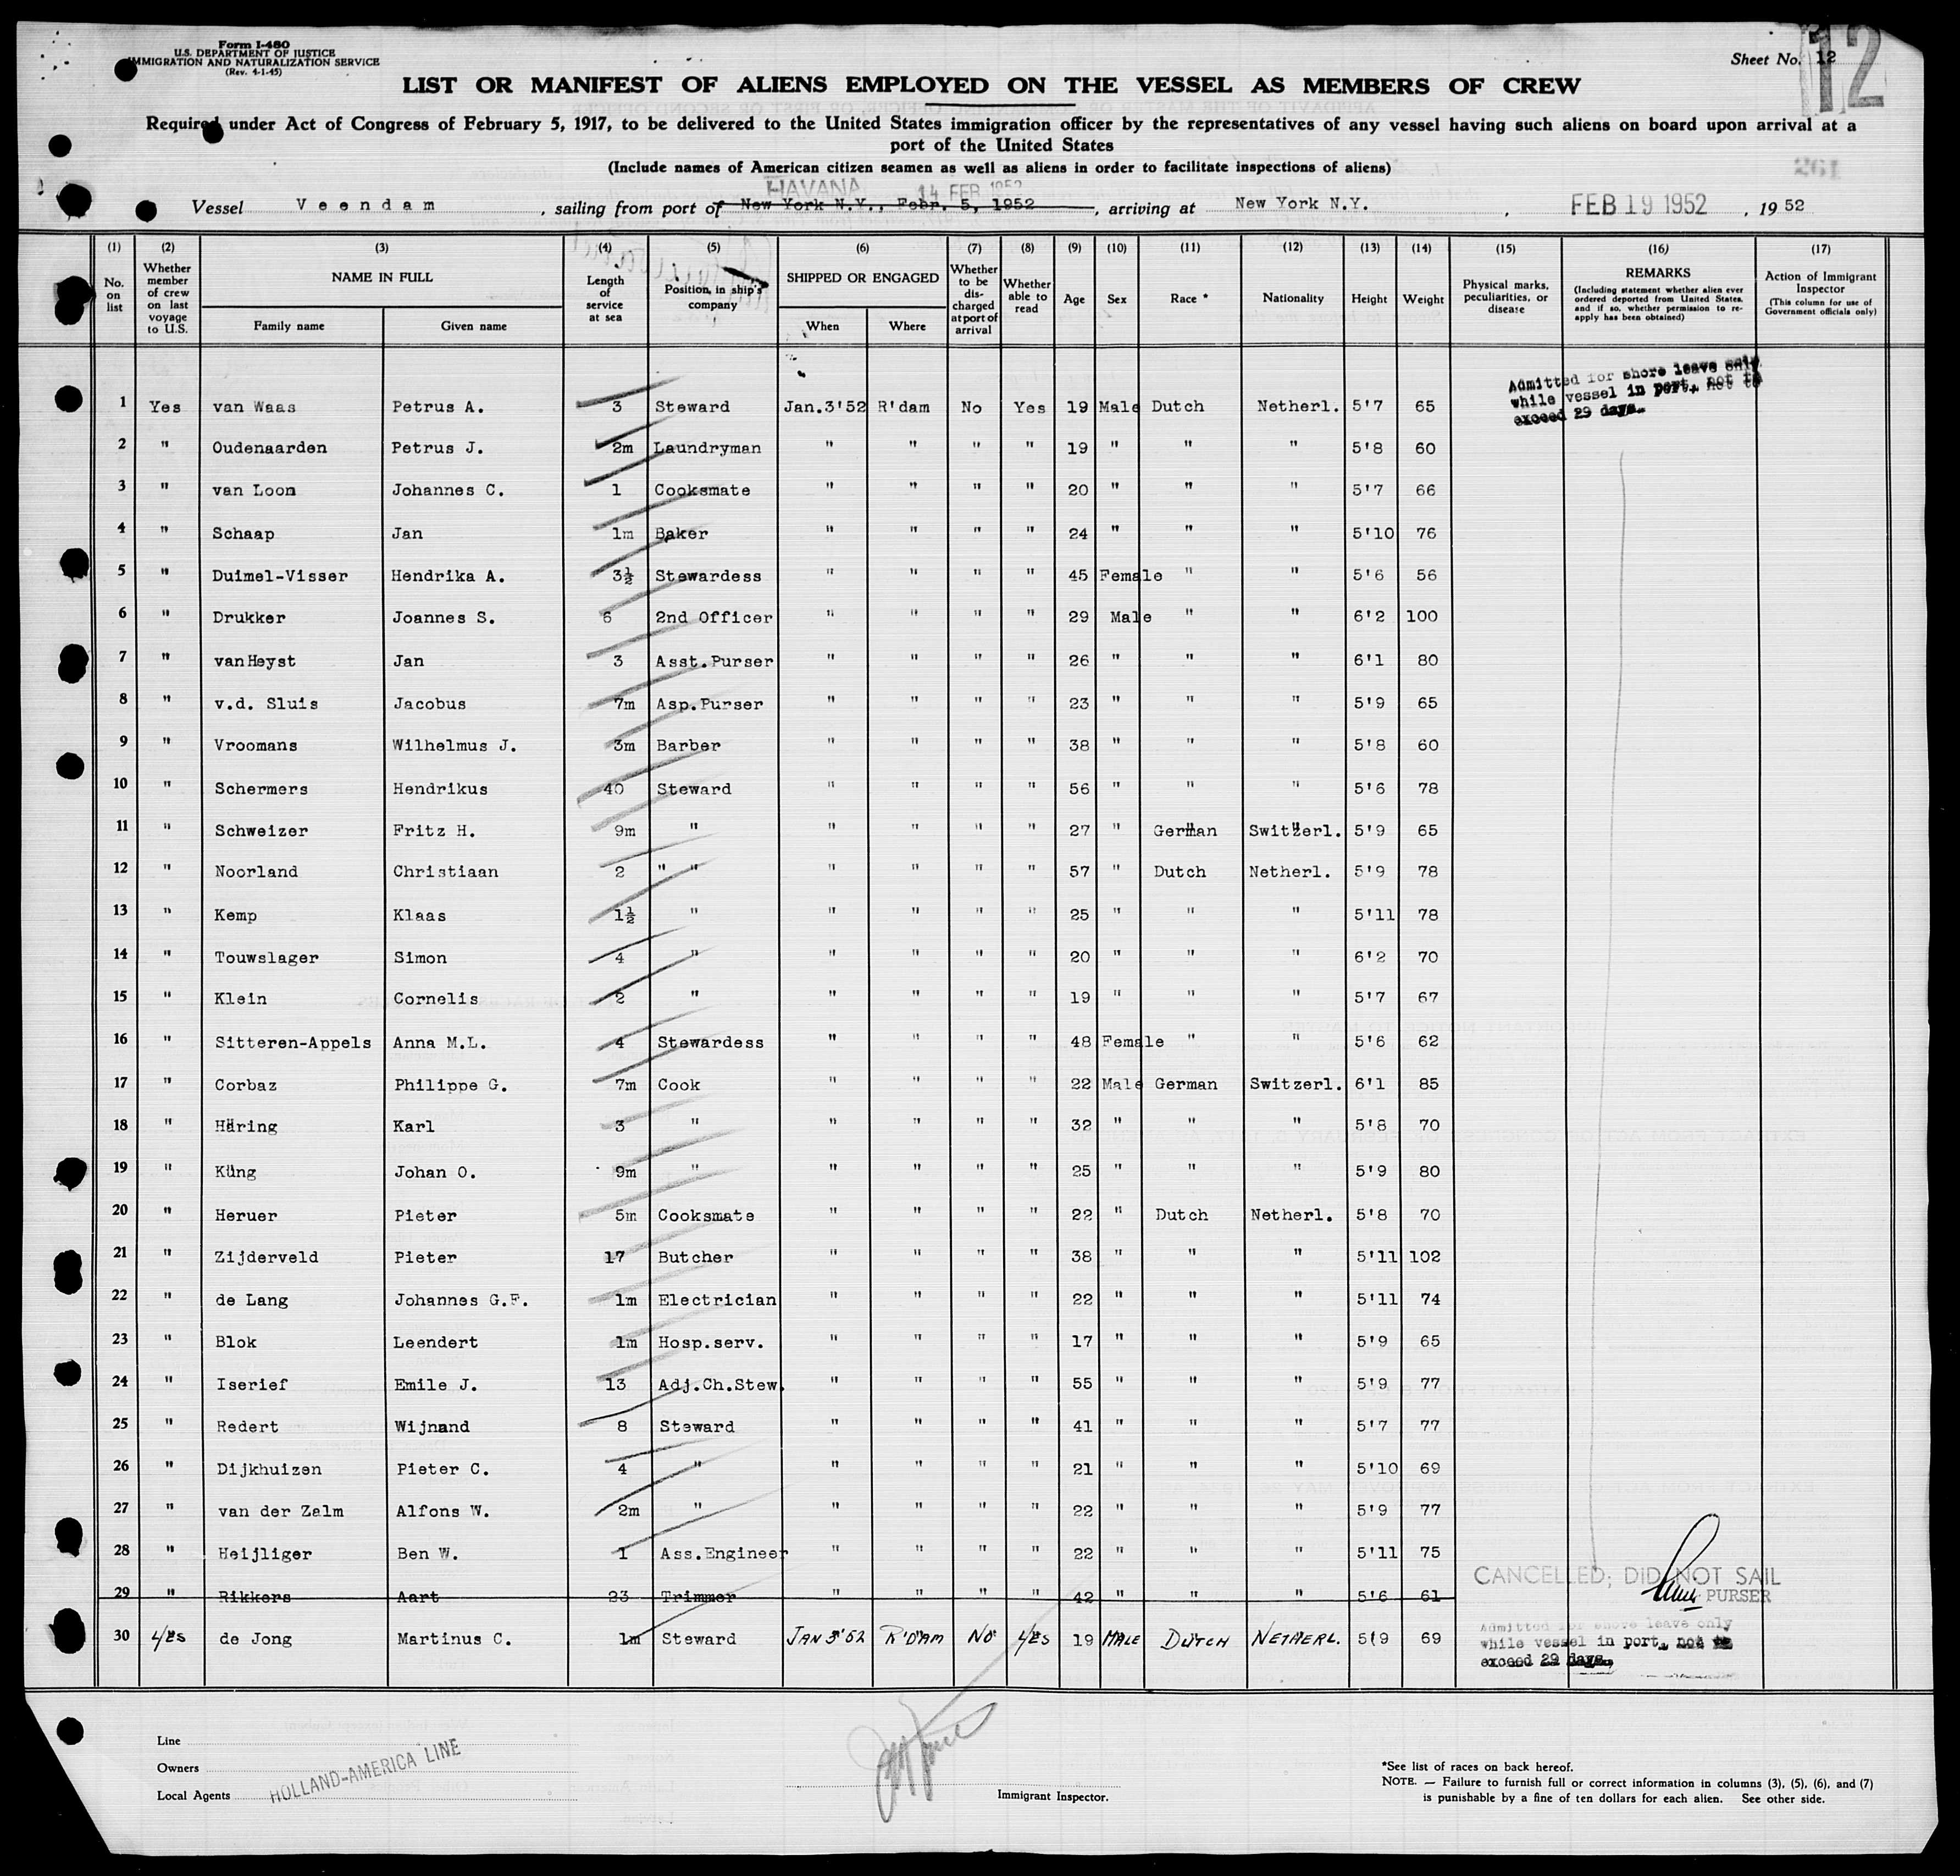 Form I-480
U.S. DEPARTMENT OF JUSTICE
IMMIGRATION AND NATURALIZATION SERVICE
(Rev. 4-1-45)
Sheet No. 12
12
LIST OR MANIFEST OF ALIENS EMPLOYED ON THE VESSEL AS MEMBERS OF CREW
Required under Act of Congress of February 5, 1917, to be delivered to the United States immigration officer by the representatives of any vessel having such aliens on board upon arrival at a
port of the United States
(Include names of American citizen seamen as well as aliens in order to facilitate inspections of aliens)
261
HAVANA 14 FEB 1952
Vessel Veendam , sailing from port of New York N.Y., Febr. 5, 1952 , arriving at New York N.Y. , FEB 19 1952 , 19 52
(1) (2) (3) (4) (5) (6) (7) (8) (9) (10) (11) (12) (13) (14) (15) (16) (17)
No. on list
Whether member of crew on last voyage to U.S.
NAME IN FULL
Family name Given name
Length of service at sea
Position in ship's company
SHIPPED OR ENGAGED
When Where
Whether to be discharged at port of arrival
Whether able to read
Age Sex Race * Nationality Height Weight
Physical marks, peculiarities, or disease
REMARKS
(Including statement whether alien ever ordered deported from United States, and if so, whether permission to re-apply has been obtained)
Action of Immigrant Inspector
(This column for use of Government officials only)
Admitted for shore leave only
while vessel in port, not to
exceed 29 days.
1 Yes van Waas Petrus A. 3 Steward Jan.3'52 R'dam No Yes 19 Male Dutch Netherl. 5'7 65
2 " Oudenaarden Petrus J. 2m Laundryman " " " " 19 " " " 5'8 60
3 " van Loon Johannes C. 1 Cooksmate " " " " 20 " " " 5'7 66
4 " Schaap Jan 1m Baker " " " " 24 " " " 5'10 76
5 " Duimel-Visser Hendrika A. 3½ Stewardess " " " " 45 Female " " 5'6 56
6 " Drukker Joannes S. 6 2nd Officer " " " " 29 Male " " 6'2 100
7 " vanHeyst Jan 3 Asst.Purser " " " " 26 " " " 6'1 80
8 " v.d. Sluis Jacobus 7m Asp.Purser " " " " 23 " " " 5'9 65
9 " Vroomans Wilhelmus J. 3m Barber " " " " 38 " " " 5'8 60
10 " Schermers Hendrikus 40 Steward " " " " 56 " " " 5'6 78
11 " Schweizer Fritz H. 9m " " " " " 27 " German Switzerl. 5'9 65
12 " Noorland Christiaan 2 " " " " " " 57 " Dutch Netherl. 5'9 78
13 " Kemp Klaas 1½ " " " " " 25 " " " 5'11 78
14 " Touwslager Simon 4 " " " " " 20 " " " 6'2 70
15 " Klein Cornelis 2 " " " " " 19 " " " 5'7 67
16 " Sitteren-Appels Anna M.L. 4 Stewardess " " " " 48 Female " " 5'6 62
17 " Corbaz Philippe G. 7m Cook " " " " 22 Male German Switzerl. 6'1 85
18 " Häring Karl 3 " " " " " 32 " " " 5'8 70
19 " Küng Johan O. 9m " " " " " 25 " " " 5'9 80
20 " Heruer Pieter 5m Cooksmate " " " " 22 " Dutch Netherl. 5'8 70
21 " Zijderveld Pieter 17 Butcher " " " " 38 " " " 5'11 102
22 " de Lang Johannes G.F. 1m Electrician " " " " 22 " " " 5'11 74
23 " Blok Leendert 1m Hosp.serv. " " " " 17 " " " 5'9 65
24 " Iserief Emile J. 13 Adj.Ch.Stew. " " " " 55 " " " 5'9 77
25 " Redert Wijnand 8 Steward " " " " 41 " " " 5'7 77
26 " Dijkhuizen Pieter C. 4 " " " " " 21 " " " 5'10 69
27 " van der Zalm Alfons W. 2m " " " " " 22 " " " 5'9 77
28 " Heijliger Ben W. 1 Ass.Engineer " " " " 22 " " " 5'11 75
29 " Rikkers Aart 23 Trimmer " " " " 42 " " " 5'6 61
CANCELLED; DID NOT SAIL
PURSER
30 Yes de Jong Martinus C. 1m Steward JAN 3'52 R'DAM NO YES 19 MALE DUTCH NETHERL. 5'9 69
Admitted for shore leave only
while vessel in port, not to
exceed 29 days.
Line
Owners
Local Agents
HOLLAND-AMERICA LINE
Immigrant Inspector.
*See list of races on back hereof.
NOTE. — Failure to furnish full or correct information in columns (3), (5), (6), and (7)
is punishable by a fine of ten dollars for each alien. See other side.